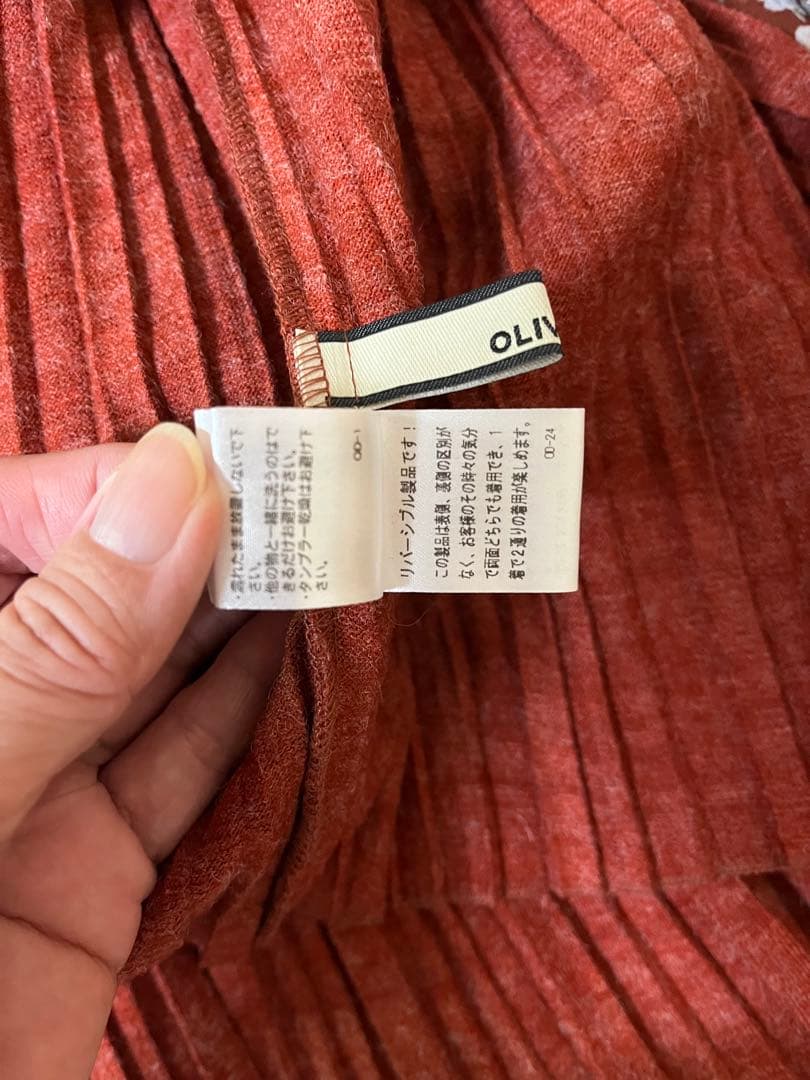 OLIV
・濡れたまま放置しないで下
さい。
・他の物と一緒に洗うのはで
きるだけお避け下さい。
・タンブラー乾燥はお避け下
さい。
00-1
リバーシブル製品です!
この製品は表側、裏側の区別が
なく、お客様のその時々の気分
で両面どちらでも着用でき、1
着で2通りの着用が楽しめます。
00-24